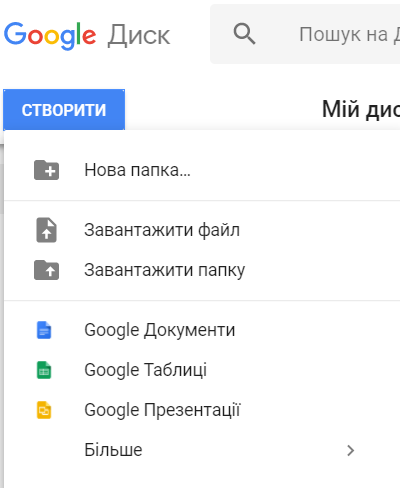 Google Диск
Пошук на Д
СТВОРИТИ
Мій дис
Нова папка...
Завантажити файл
Завантажити папку
Google Документи
Google Таблиці
Google Презентації
Більше